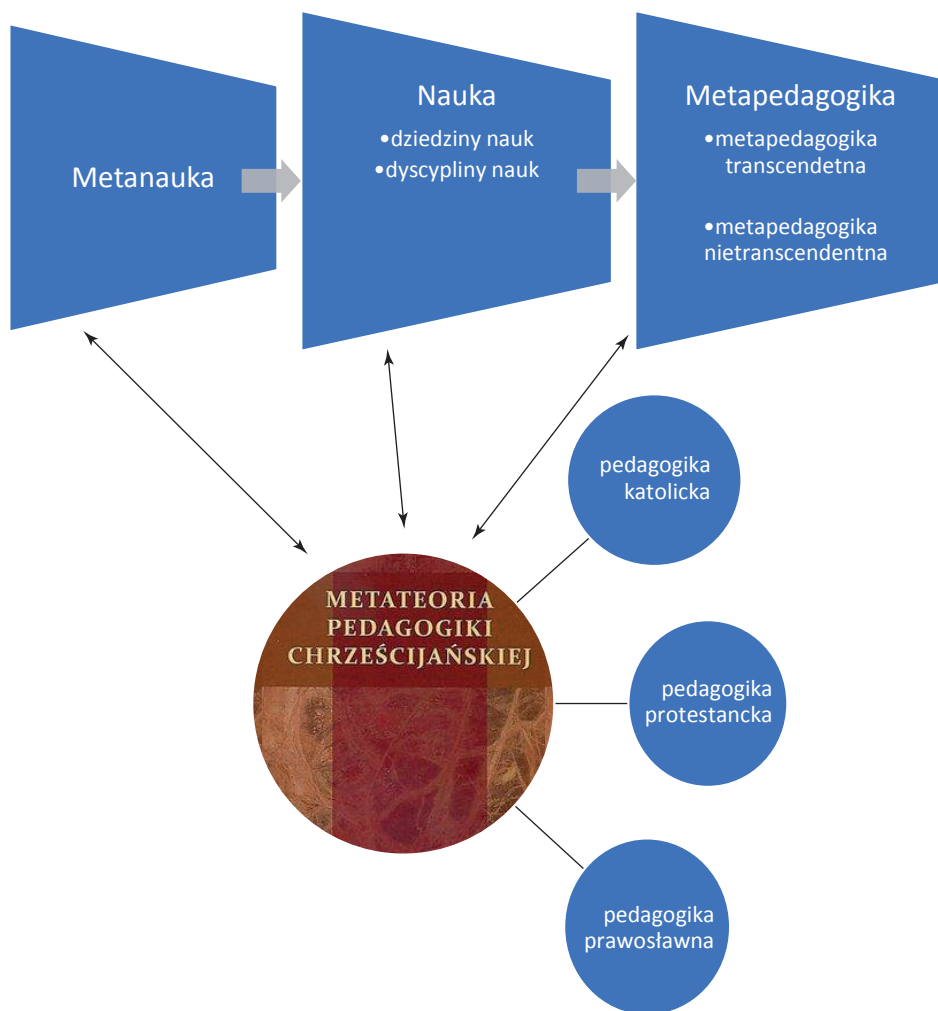 Metanauka
Nauka
•dziedziny nauk
•dyscypliny nauk
Metapedagogika
•metapedagogika
transcendetna
•metapedagogika
nietranscendentna
pedagogika
katolicka
METATEORIA
PEDAGOGIKI
CHRZEŚCIJAŃSKIEJ
pedagogika
protestancka
pedagogika
prawosławna